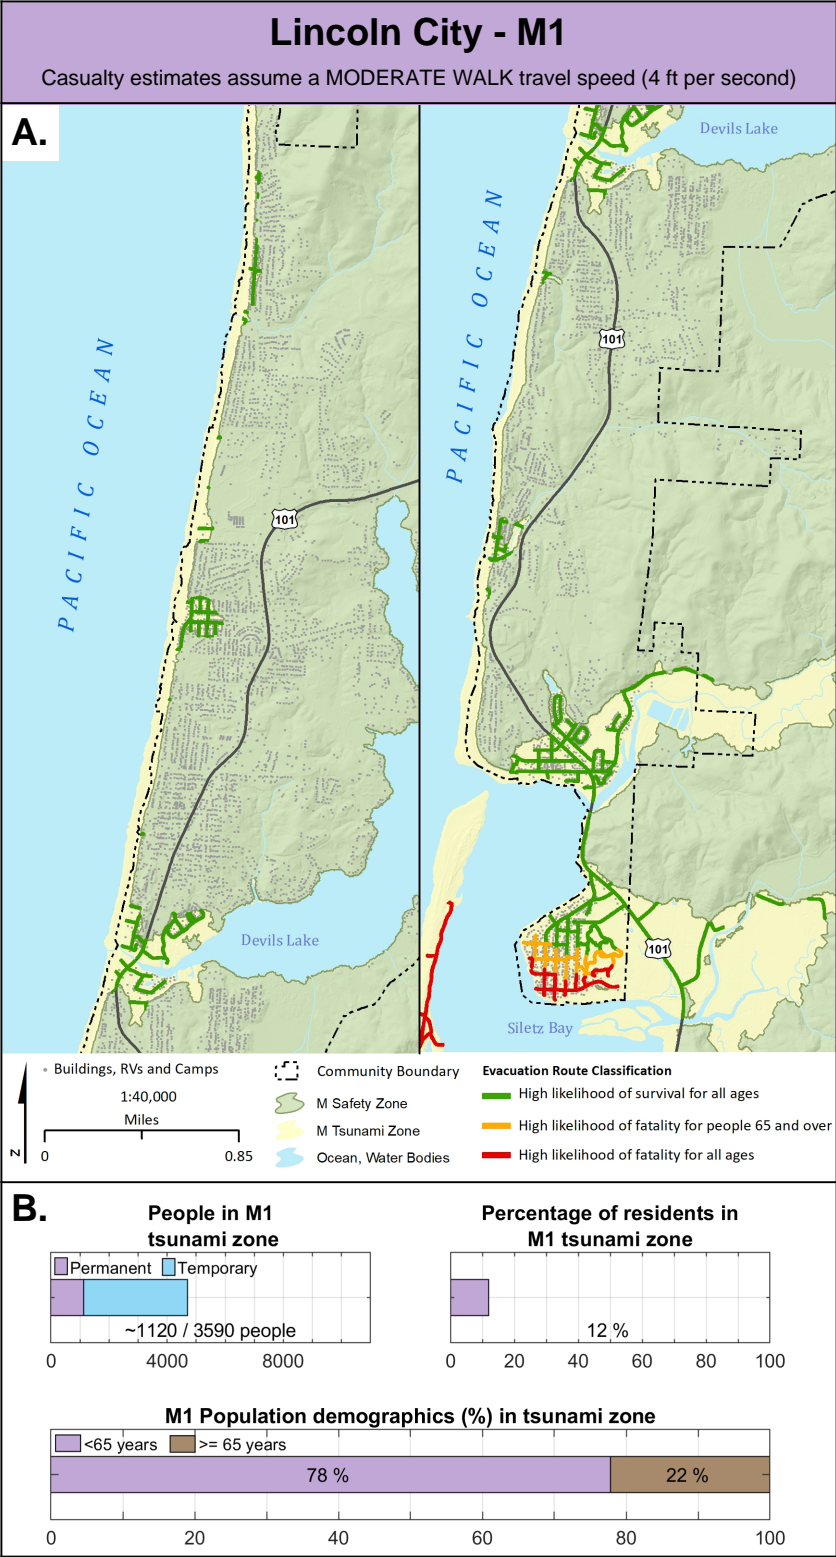 Lincoln City - M1
Casualty estimates assume a MODERATE WALK travel speed (4 ft per second)
A.
PACIFIC OCEAN
101
Devils Lake
Devils Lake
PACIFIC OCEAN
101
101
Siletz Bay
N
Buildings, RVs and Camps
1:40,000
Miles
0 0.85
Community Boundary
M Safety Zone
M Tsunami Zone
Ocean, Water Bodies
Evacuation Route Classification
High likelihood of survival for all ages
High likelihood of fatality for people 65 and over
High likelihood of fatality for all ages
B.
People in M1
tsunami zone
Permanent Temporary
~1120 / 3590 people
0 4000 8000
Percentage of residents in
M1 tsunami zone
12 %
0 20 40 60 80 100
M1 Population demographics (%) in tsunami zone
<65 years >= 65 years
78 % 22 %
0 20 40 60 80 100